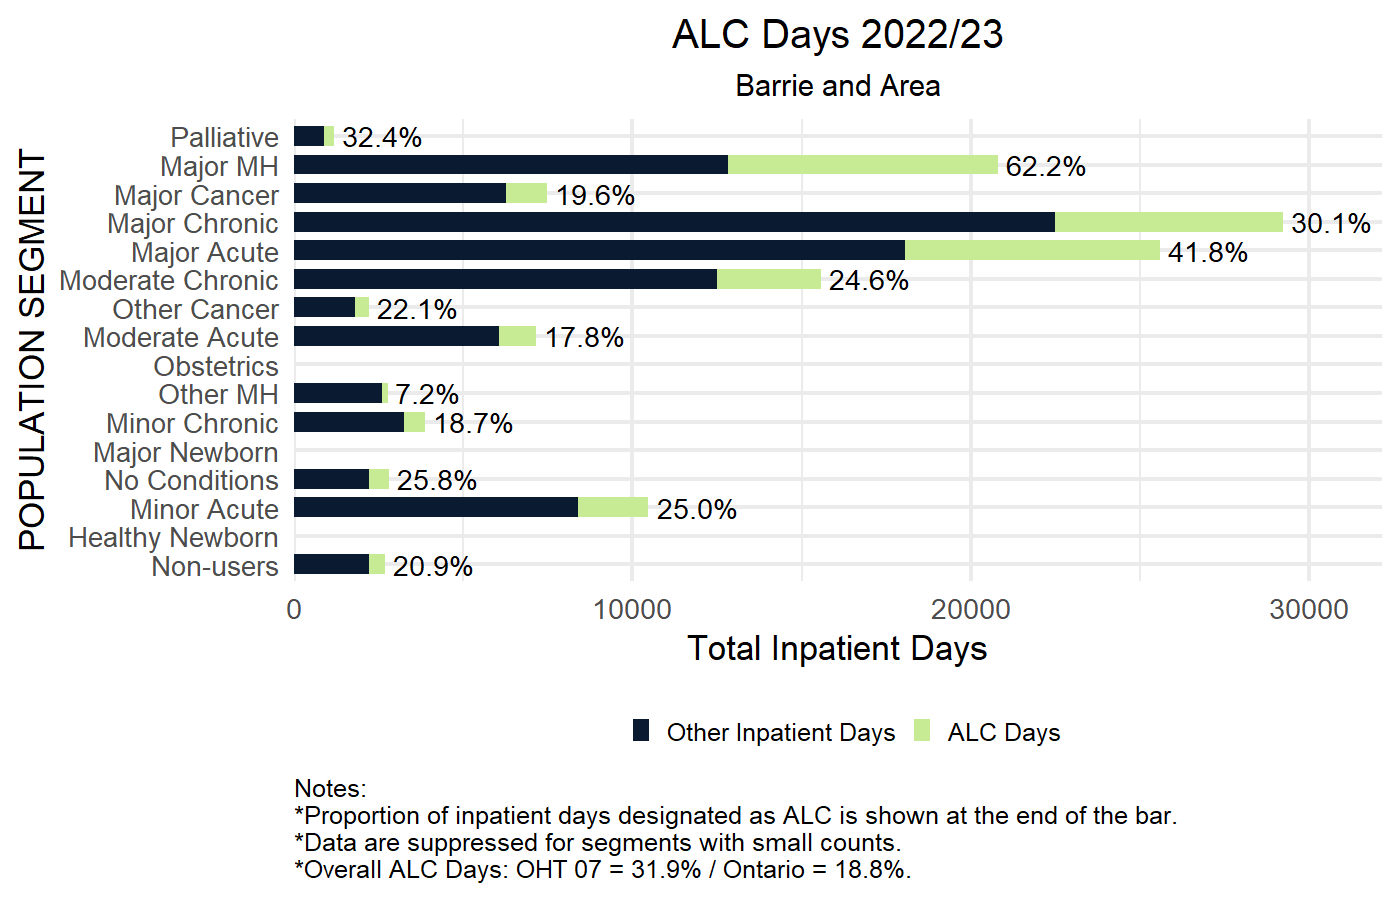 ALC Days 2022/23
Barrie and Area
POPULATION SEGMENT
Palliative 32.4%
Major MH 62.2%
Major Cancer 19.6%
Major Chronic 30.1%
Major Acute 41.8%
Moderate Chronic 24.6%
Other Cancer 22.1%
Moderate Acute 17.8%
Obstetrics
Other MH 7.2%
Minor Chronic 18.7%
Major Newborn
No Conditions 25.8%
Minor Acute 25.0%
Healthy Newborn
Non-users 20.9%
0 10000 20000 30000
Total Inpatient Days
Other Inpatient Days ALC Days
Notes:
*Proportion of inpatient days designated as ALC is shown at the end of the bar.
*Data are suppressed for segments with small counts.
*Overall ALC Days: OHT 07 = 31.9% / Ontario = 18.8%.